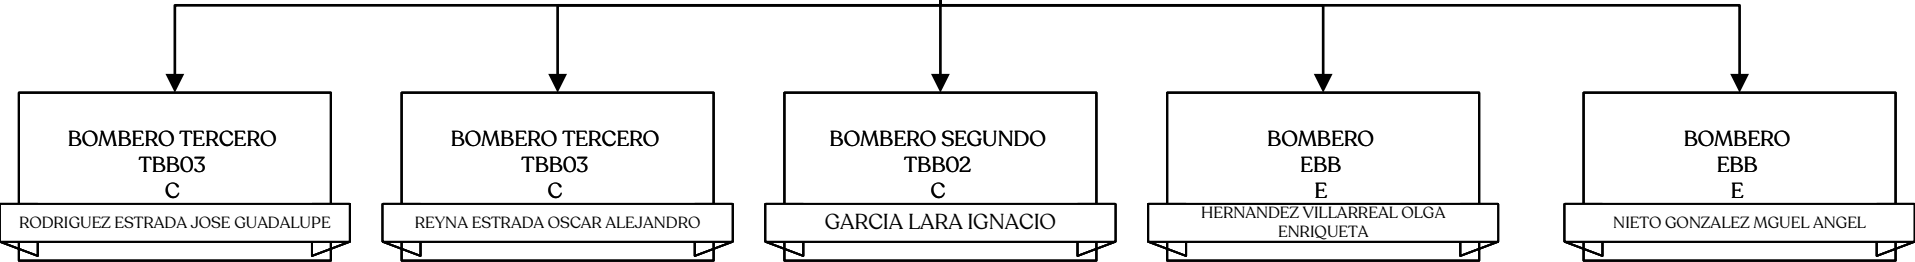 BOMBERO TERCERO
TBB03
C
RODRIGUEZ ESTRADA JOSE GUADALUPE
BOMBERO TERCERO
TBB03
C
REYNA ESTRADA OSCAR ALEJANDRO
BOMBERO SEGUNDO
TBB02
C
GARCIA LARA IGNACIO
BOMBERO
EBB
E
HERNANDEZ VILLARREAL OLGA
ENRIQUETA
BOMBERO
EBB
E
NIETO GONZALEZ MGUEL ANGEL